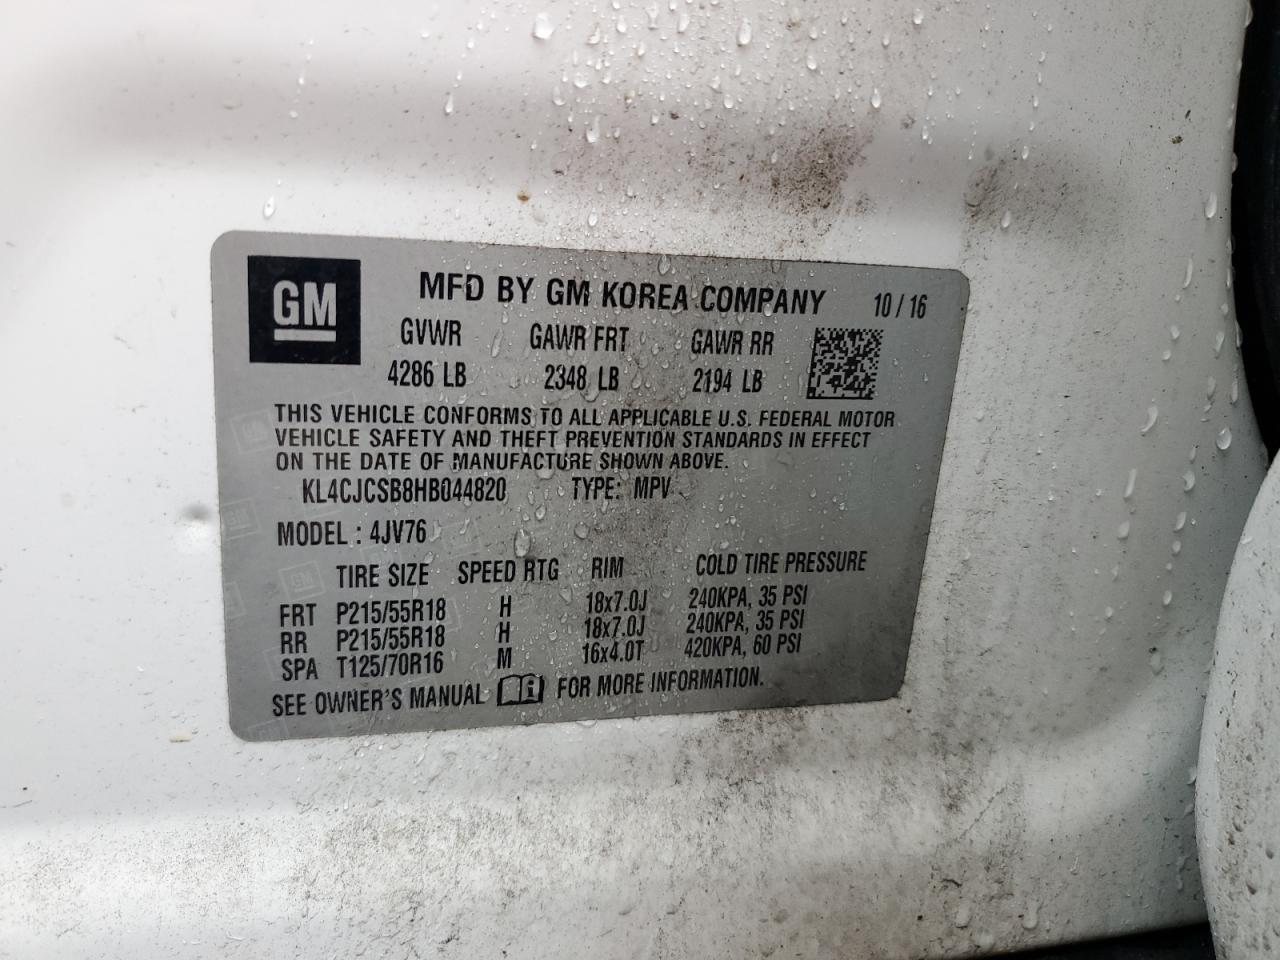 GM
MFD BY GM KOREA COMPANY 10 / 16
GVWR GAWR FRT GAWR RR
4286 LB 2348 LB 2194 LB
THIS VEHICLE CONFORMS TO ALL APPLICABLE U.S. FEDERAL MOTOR
VEHICLE SAFETY AND THEFT PREVENTION STANDARDS IN EFFECT
ON THE DATE OF MANUFACTURE SHOWN ABOVE.
KL4CJCSB8HB044820 TYPE: MPV
MODEL : 4JV76
TIRE SIZE SPEED RTG RIM COLD TIRE PRESSURE
FRT P215/55R18 H 18x7.0J 240KPA, 35 PSI
RR P215/55R18 H 18x7.0J 240KPA, 35 PSI
SPA T125/70R16 M 16x4.0T 420KPA, 60 PSI
SEE OWNER'S MANUAL FOR MORE INFORMATION.